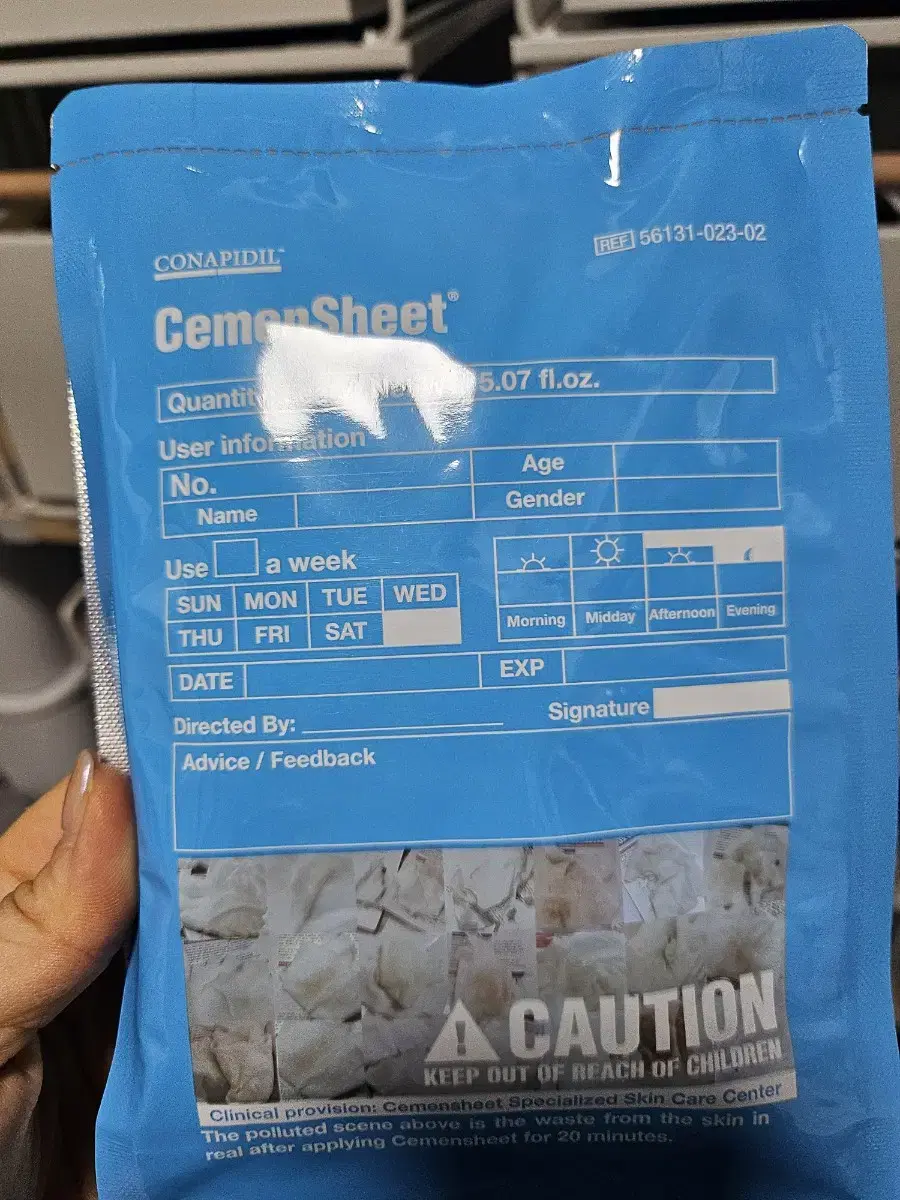 CONAPIDIL™
REF 56131-023-02
CemenSheet®
Quantit 5.07 fl.oz.
User information
No.
Age
Name
Gender
Use a week
SUN MON TUE WED
THU FRI SAT
Morning Midday Afternoon Evening
DATE EXP
Directed By:
Signature
Advice / Feedback
CAUTION
KEEP OUT OF REACH OF CHILDREN
Clinical provision: Cemensheet Specialized Skin Care Center
The polluted scene above is the waste from the skin in
real after applying Cemensheet for 20 minutes.